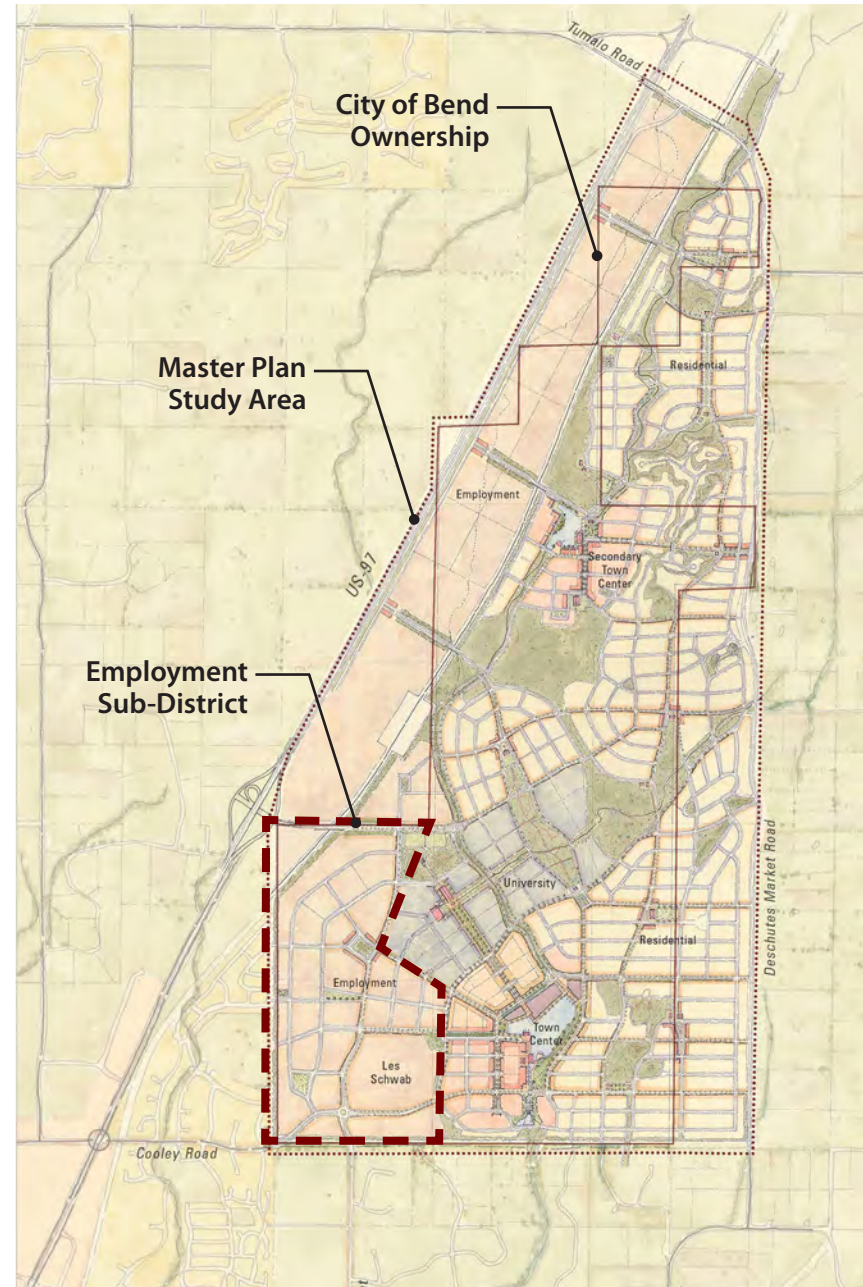 Tumalo Road
City of Bend
Ownership
Master Plan
Study Area
Residential
Employment
US-97
Secondary
Town
Center
Employment
Sub-District
University
Deschutes Market Road
Residential
Employment
Town
Center
Les
Schwab
Cooley Road